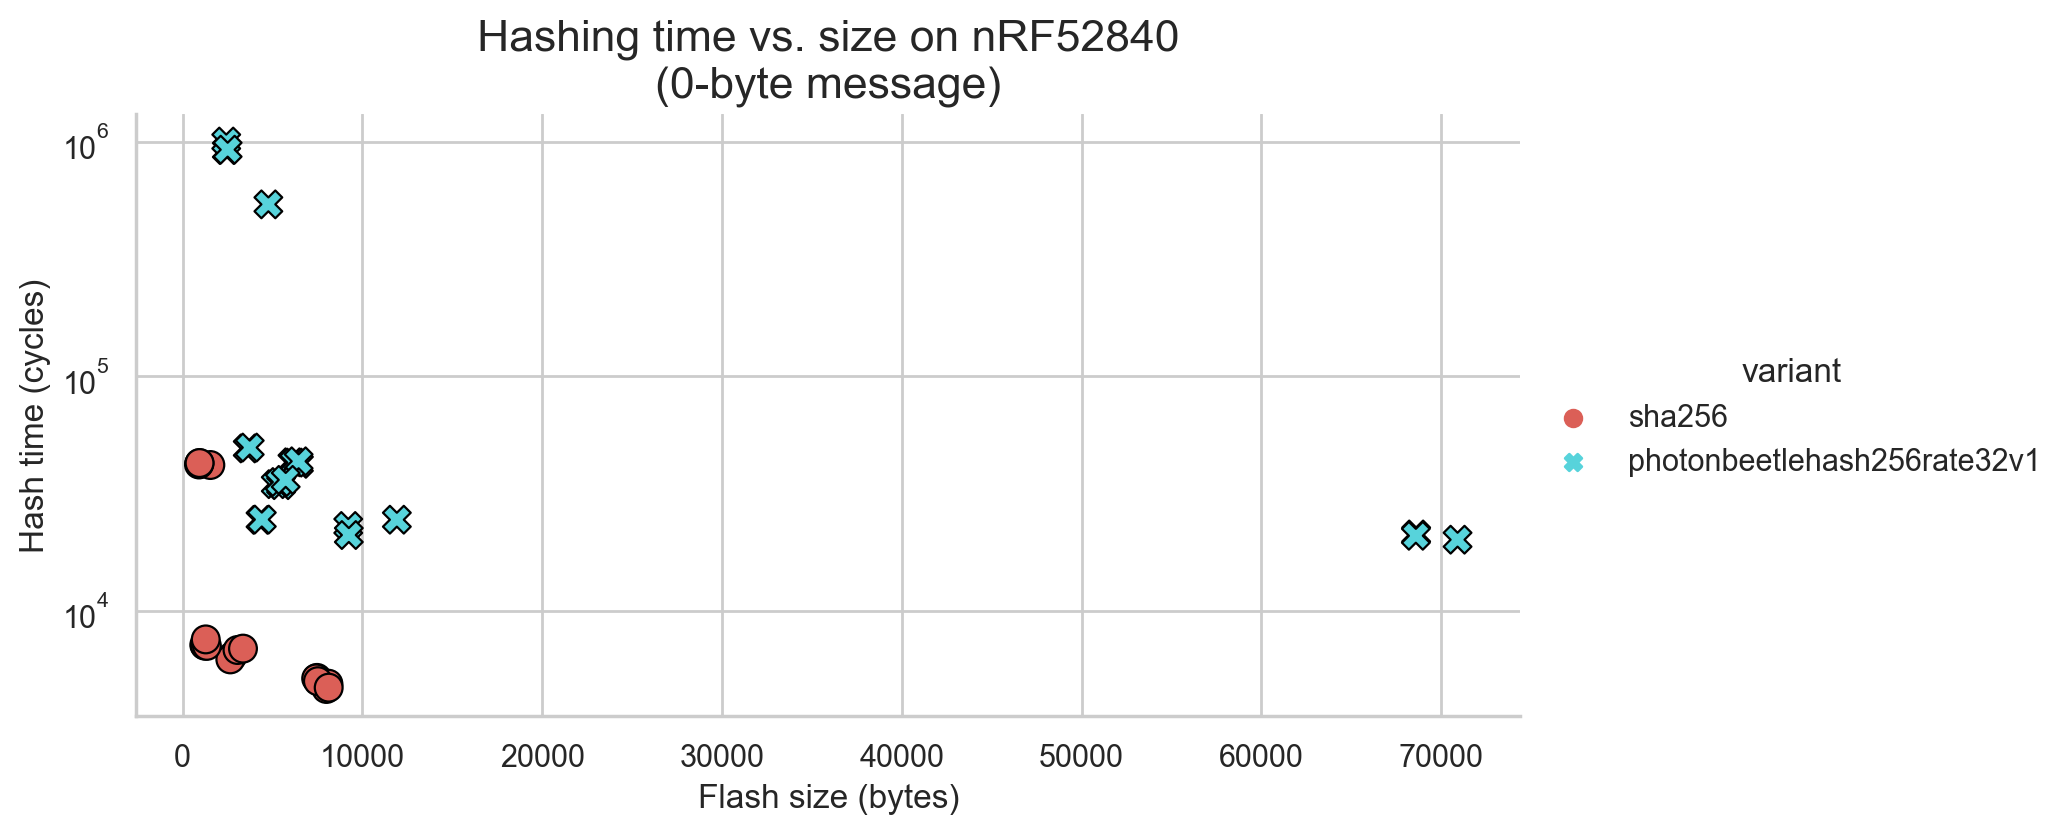 Hashing time vs. size on nRF52840
(0-byte message)
Hash time (cycles)
10^6
10^5
10^4
0 10000 20000 30000 40000 50000 60000 70000
Flash size (bytes)
variant
sha256
photonbeetlehash256rate32v1